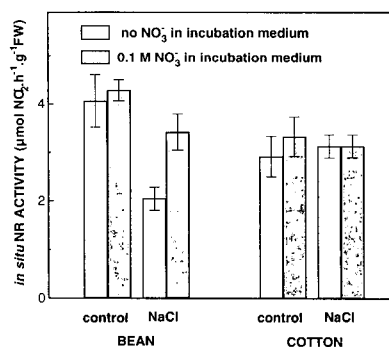 no NO₃⁻ in incubation medium
0.1 M NO₃⁻ in incubation medium
in situ NR ACTIVITY (µmol NO₂⁻.h⁻¹.g⁻¹FW)
4
2
0
control NaCl control NaCl
BEAN COTTON